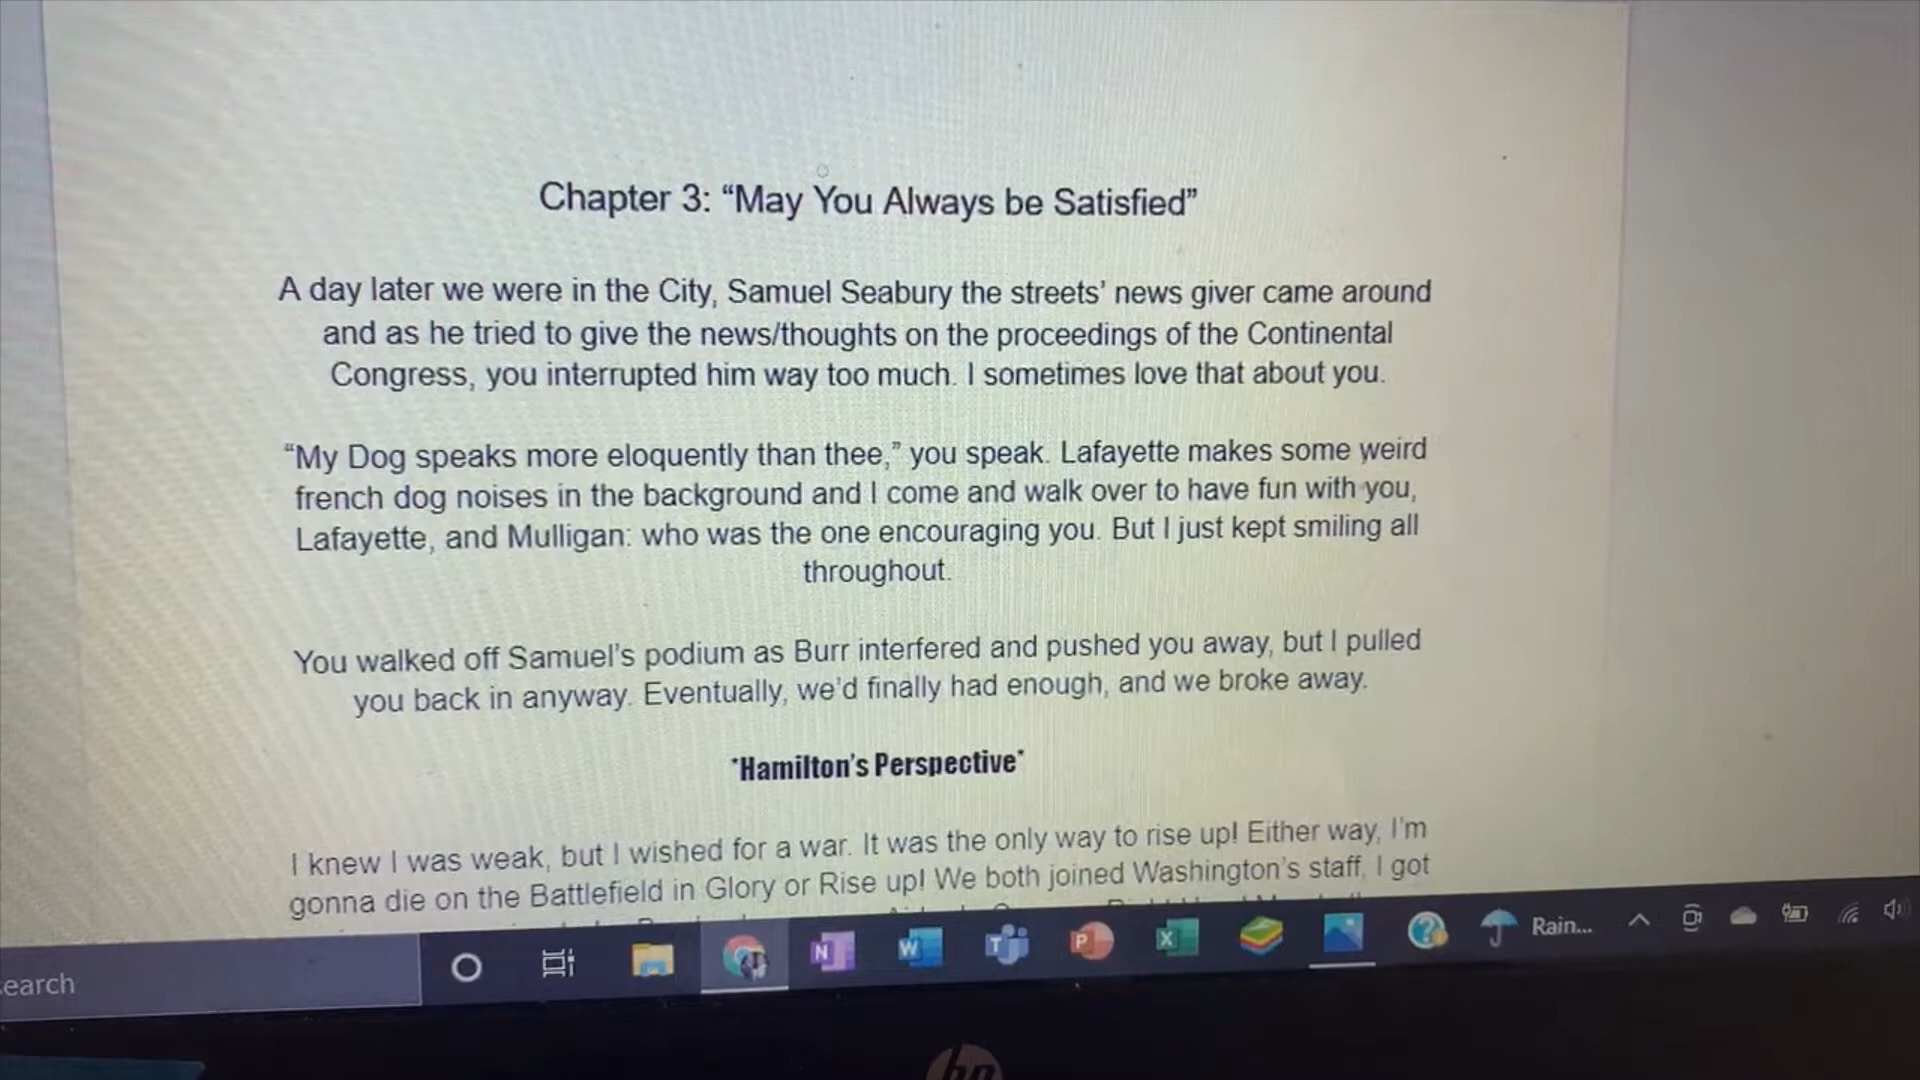 Chapter 3: “May You Always be Satisfied”
A day later we were in the City, Samuel Seabury the streets’ news giver came around
and as he tried to give the news/thoughts on the proceedings of the Continental
Congress, you interrupted him way too much. I sometimes love that about you.
“My Dog speaks more eloquently than thee,” you speak. Lafayette makes some weird
french dog noises in the background and I come and walk over to have fun with you,
Lafayette, and Mulligan: who was the one encouraging you. But I just kept smiling all
throughout.
You walked off Samuel’s podium as Burr interfered and pushed you away, but I pulled
you back in anyway. Eventually, we’d finally had enough, and we broke away.
*Hamilton’s Perspective*
I knew I was weak, but I wished for a war. It was the only way to rise up! Either way, I’m
gonna die on the Battlefield in Glory or Rise up! We both joined Washington’s staff, I got
earch
N
W
T
P
X
?
Rain...
hp